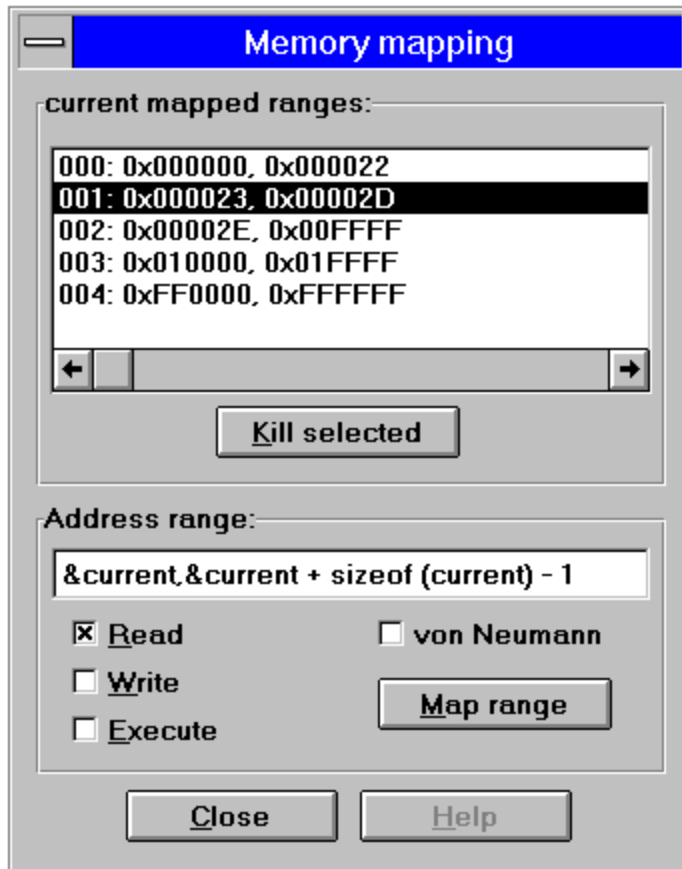 Memory mapping
current mapped ranges:
000: 0x000000, 0x000022
001: 0x000023, 0x00002D
002: 0x00002E, 0x00FFFF
003: 0x010000, 0x01FFFF
004: 0xFF0000, 0xFFFFFF
Kill selected
Address range:
&current,&current + sizeof (current) - 1
Read
von Neumann
Write
Map range
Execute
Close
Help